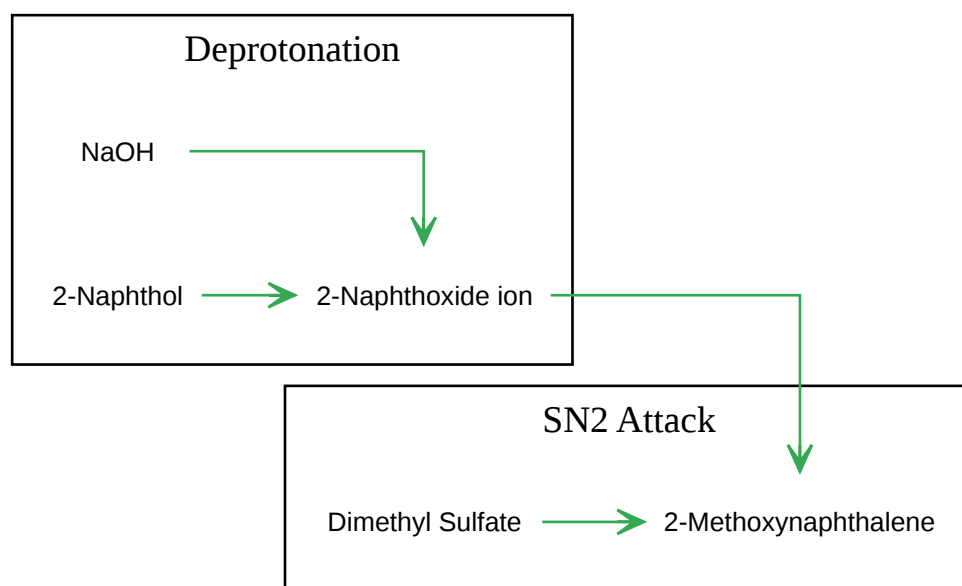 Deprotonation
NaOH
2-Naphthol
2-Naphthoxide ion
SN2 Attack
Dimethyl Sulfate
2-Methoxynaphthalene